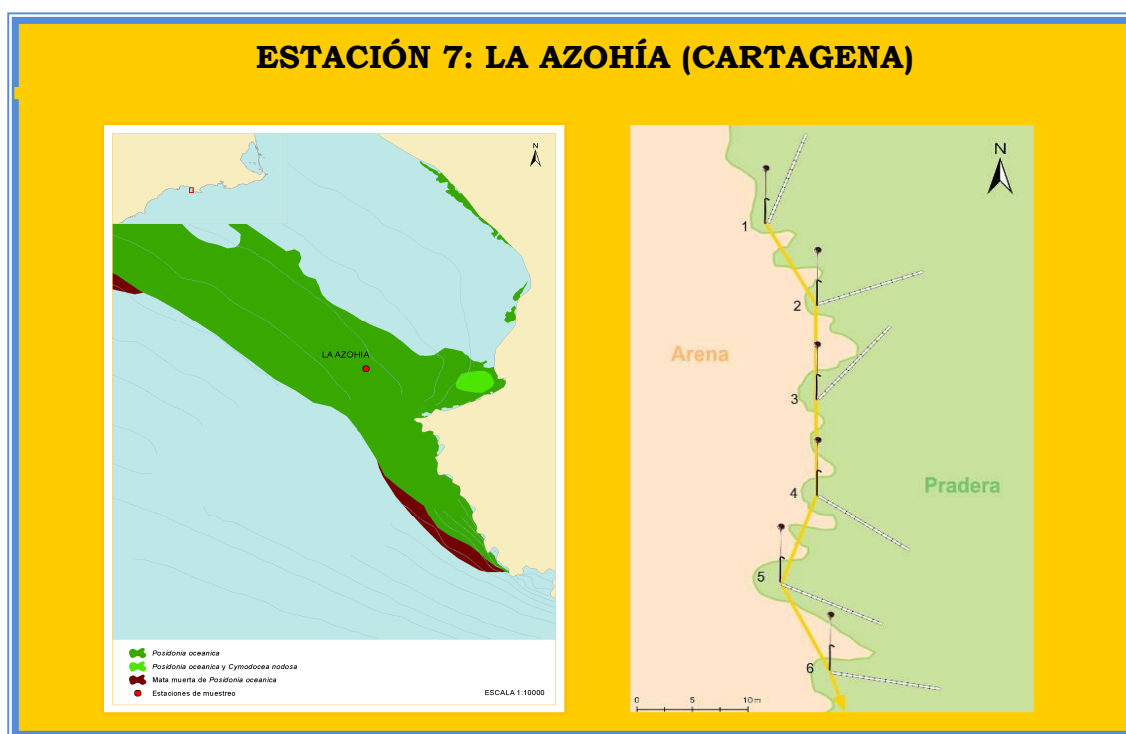 ESTACIÓN 7: LA AZOHÍA (CARTAGENA)
N
LA AZOHIA
Posidonia oceanica
Posidonia oceanica y Cymodocea nodosa
Mata muerta de Posidonia oceanica
Estaciones de muestreo
ESCALA 1:10000
N
1
2
Arena
3
4
Pradera
5
6
0 5 10 m